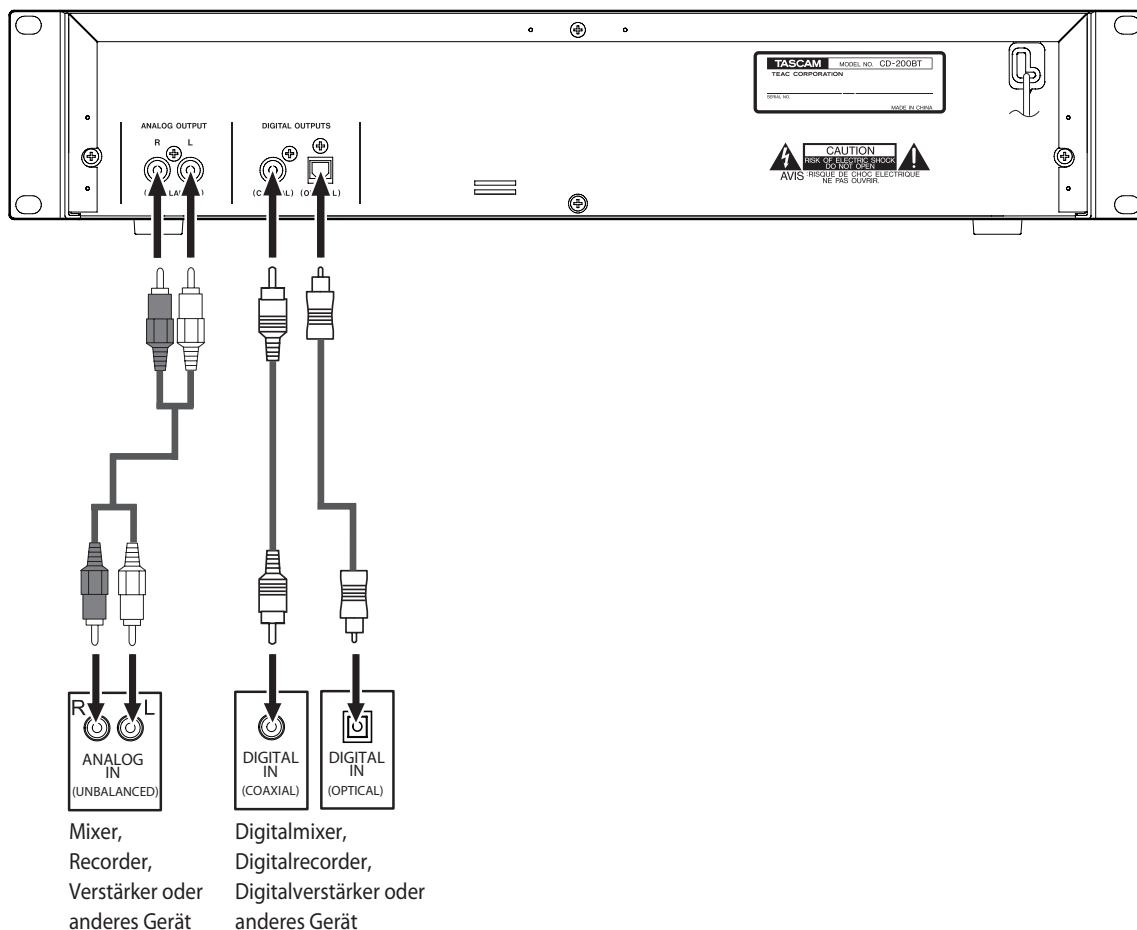 TASCAM MODEL NO. CD-200BT
TEAC CORPORATION
SERIAL NO.
MADE IN CHINA
ANALOG OUTPUT
R L
DIGITAL OUTPUTS
CAUTION
RISK OF ELECTRIC SHOCK
DO NOT OPEN
AVIS RISQUE DE CHOC ELECTRIQUE
NE PAS OUVRIR.
R L
ANALOG
IN
(UNBALANCED)
DIGITAL
IN
(COAXIAL)
DIGITAL
IN
(OPTICAL)
Mixer,
Recorder,
Verstärker oder
anderes Gerät
Digitalmixer,
Digitalrecorder,
Digitalverstärker oder
anderes Gerät